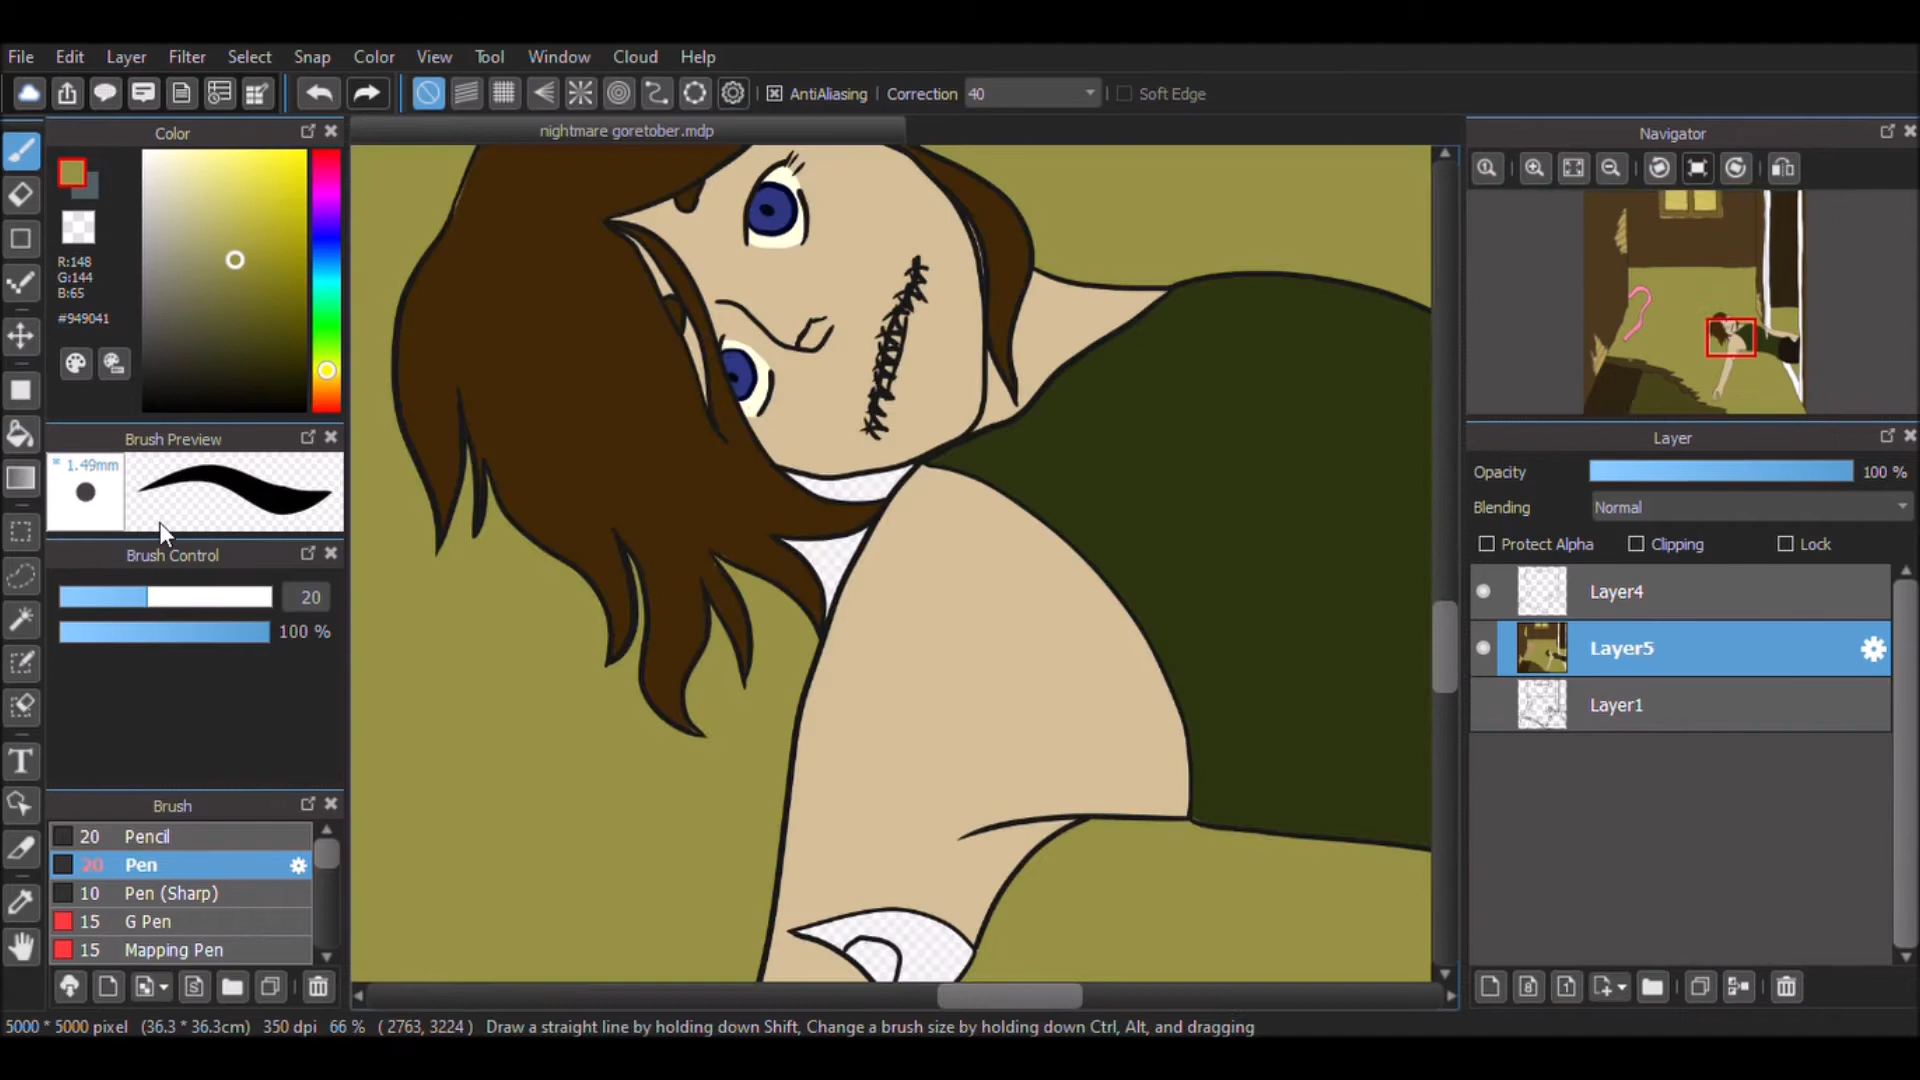 File Edit Layer Filter Select Snap Color View Tool Window Cloud Help
AntiAliasing Correction 40 Soft Edge
Color
nightmare goretober.mdp
Navigator
R:148
G:144
B:65
#949041
Brush Preview
* 1.49mm
Brush Control
20
100 %
Brush
20 Pencil
20 Pen
10 Pen (Sharp)
15 G Pen
15 Mapping Pen
Layer
Opacity 100 %
Blending Normal
Protect Alpha Clipping Lock
Layer4
Layer5
Layer1
5000 * 5000 pixel (36.3 * 36.3cm) 350 dpi 66 % ( 2763, 3224 ) Draw a straight line by holding down Shift, Change a brush size by holding down Ctrl, Alt, and dragging